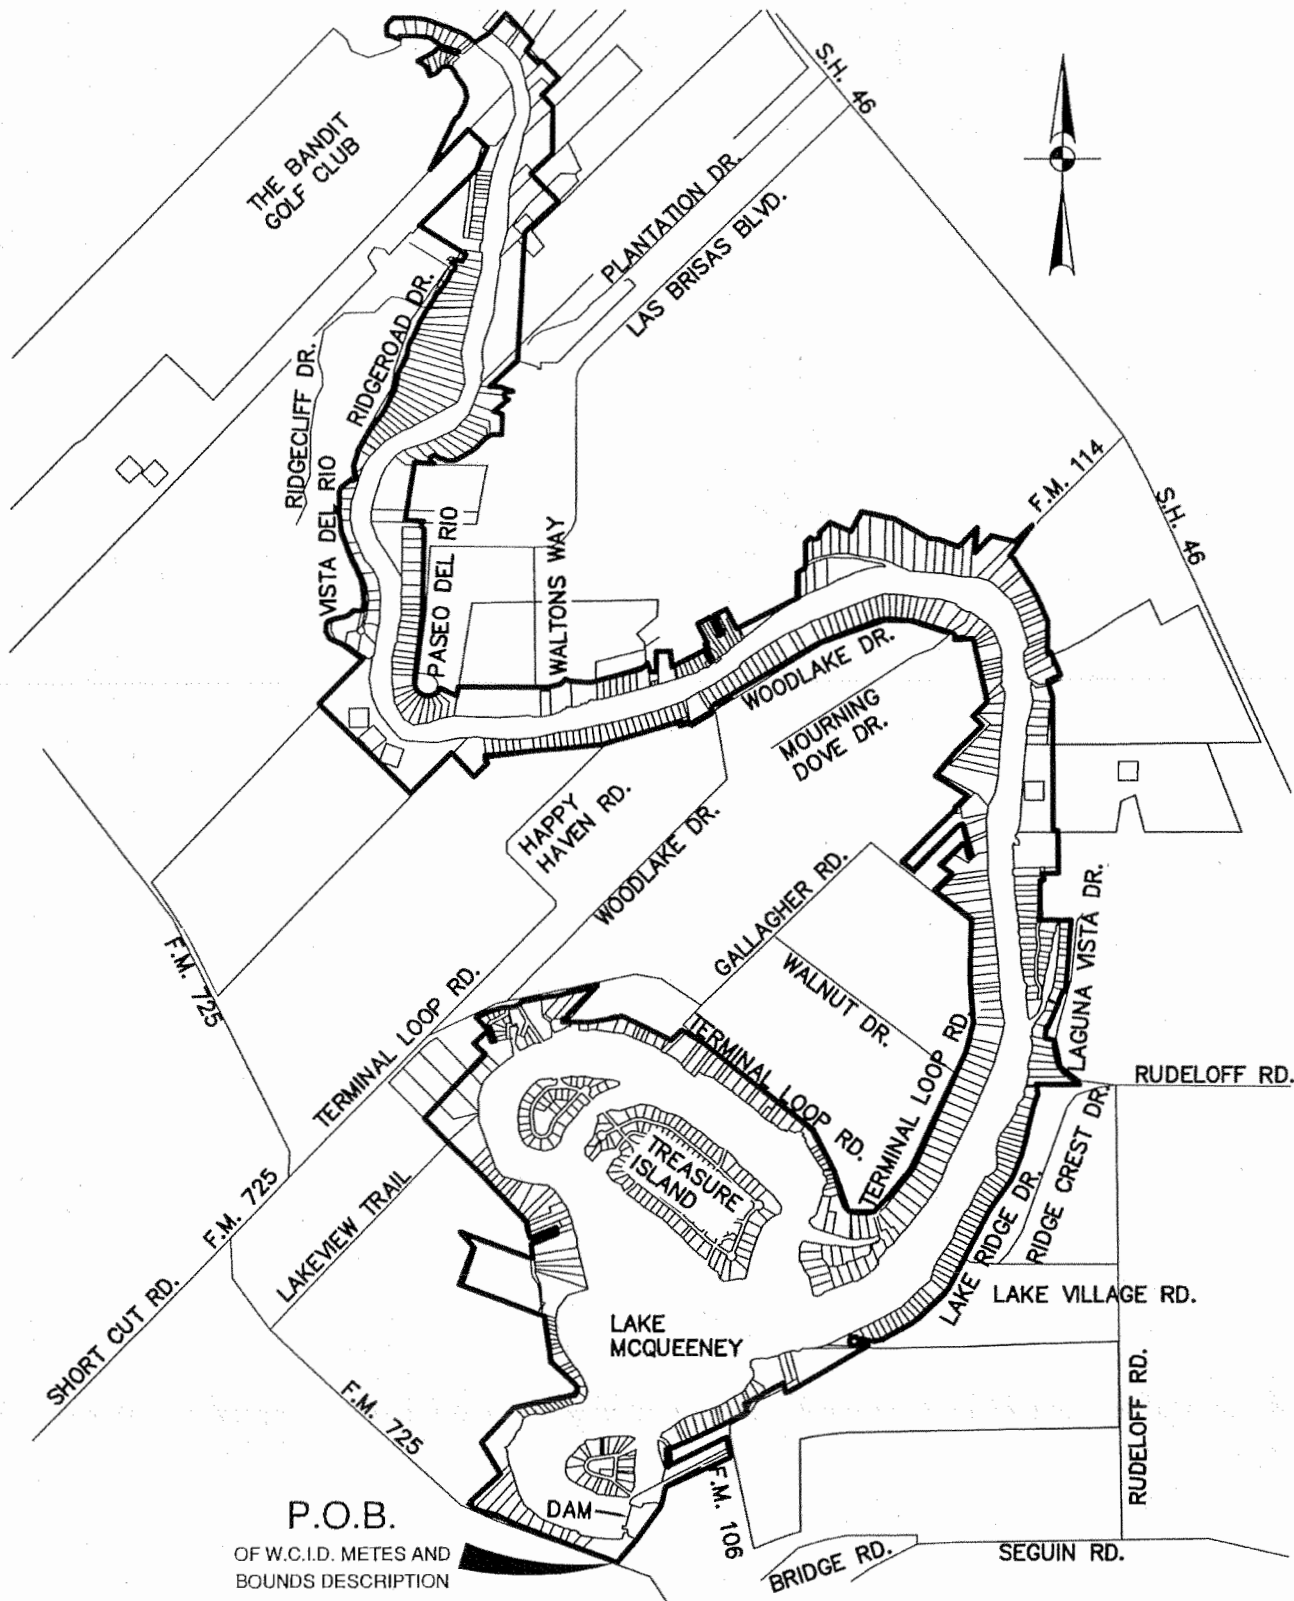 S.H. 46
THE BANDIT
GOLF CLUB
PLANTATION DR.
LAS BRISAS BLVD.
RIDGEROAD DR.
RIDGECLIFF DR.
VISTA DEL RIO
F.M. 114
S.H. 46
PASEO DEL RIO
WALTONS WAY
WOODLAKE DR.
MOURNING
DOVE DR.
HAPPY
HAVEN RD.
WOODLAKE DR.
GALLAGHER RD.
WALNUT DR.
LAGUNA VISTA DR.
F.M. 725
TERMINAL LOOP RD.
TERMINAL LOOP RD.
TERMINAL LOOP RD.
RUDELOFF RD.
TREASURE
ISLAND
RIDGE CREST DR.
LAKE RIDGE DR.
F.M. 725
LAKEVIEW TRAIL
SHORT CUT RD.
LAKE VILLAGE RD.
LAKE
MCQUEENEY
RUDELOFF RD.
F.M. 725
F.M. 106
DAM
P.O.B.
OF W.C.I.D. METES AND
BOUNDS DESCRIPTION
BRIDGE RD.
SEGUIN RD.